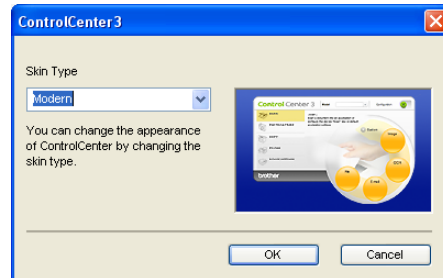 ControlCenter3
Skin Type
Modern
You can change the appearance
of ControlCenter by changing the
skin type.
ControlCenter 3
brother
OK
Cancel